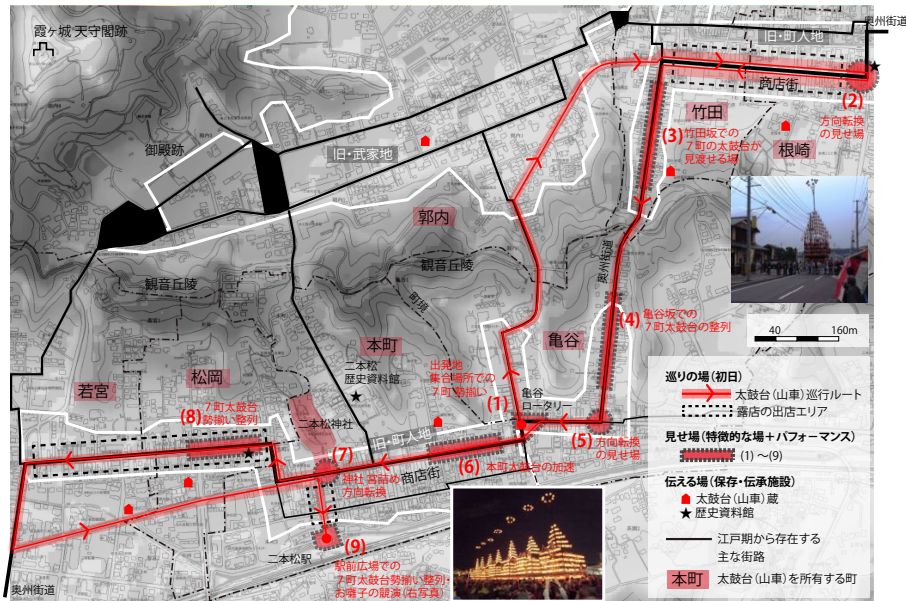 霞ヶ城 天守閣跡
奥州街道
旧・町人地
商店街
(2)
方向転換
の見せ場
竹田
(3)
竹田坂での
7町の太鼓台が
見渡せる場
根崎
御殿跡
旧・武家地
郭内
観音丘陵
観音丘陵
町境
奥州街道
(4)
亀谷坂での
7町太鼓台の整列
亀谷
本町
二本松
歴史資料館
出発地
集合場所での
7町勢揃い
(1)
亀谷
ロータリー
(5)
方向転換
の見せ場
若宮
松岡
(8)
7町太鼓台
勢揃い整列
二本松神社
旧・町人地
(7)
神社 宮詰め
方向転換
商店街
(6)
本町太鼓台の加速
二本松駅
(9)
駅前広場での
7町太鼓台勢揃い整列・
お囃子の競演(右写真)
奥州街道
40 160m
巡りの場(初日)
太鼓台(山車)巡行ルート
露店の出店エリア
見せ場(特徴的な場+パフォーマンス)
(1) ～(9)
伝える場(保存・伝承施設)
太鼓台(山車)蔵
歴史資料館
江戸期から存在する
主な街路
本町 太鼓台(山車)を所有する町